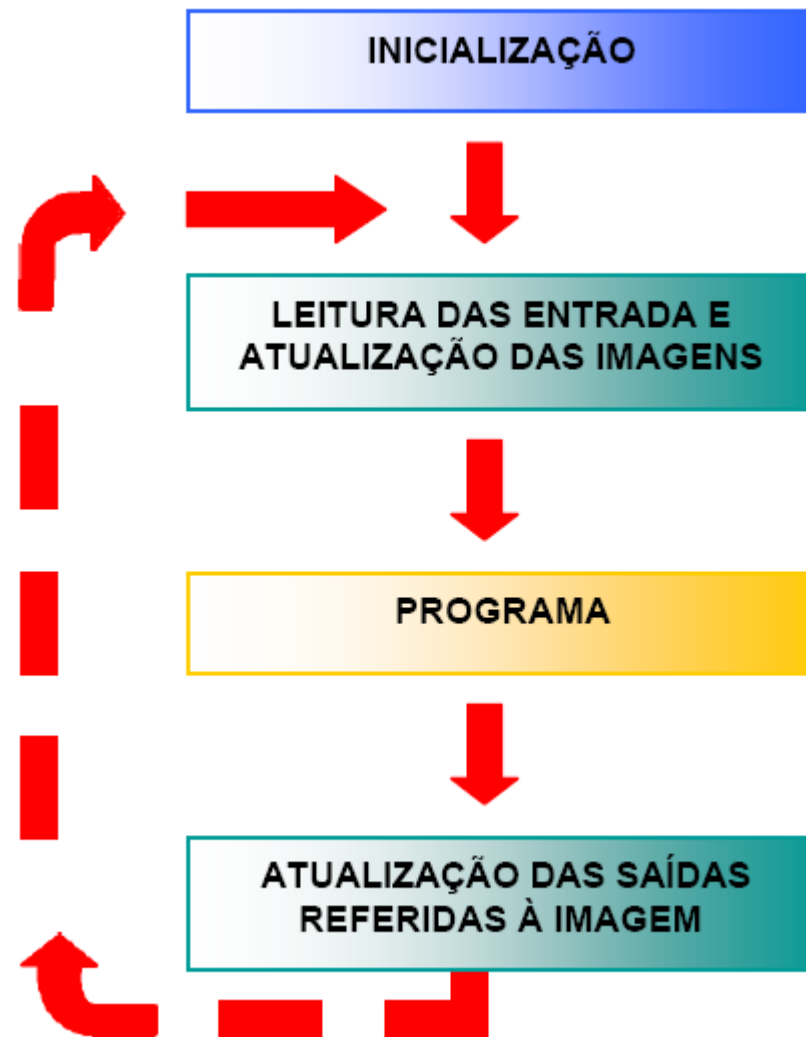 INICIALIZAÇÃO
LEITURA DAS ENTRADA E
ATUALIZAÇÃO DAS IMAGENS
PROGRAMA
ATUALIZAÇÃO DAS SAÍDAS
REFERIDAS À IMAGEM